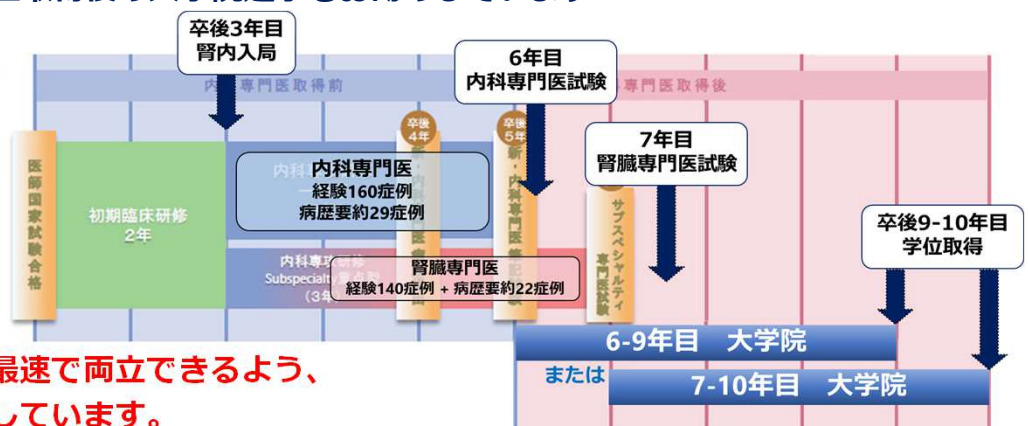 卒後3年目
腎内入局
6年目
内科専門医試験
専門医取得前
専門医取得後
7年目
腎臓専門医試験
卒後9-10年目
学位取得
医師国家試験合格
初期臨床研修
2年
卒後
4年
卒後
5年
内科専門医
経験160症例
病歴要約29症例
内科専攻研修
Subspecialty
(3年
腎臓専門医
経験140症例 + 病歴要約22症例
新・内科専門医
サブスペシャルティ
専門医試験
6-9年目 大学院
または
7-10年目 大学院
最速で両立できるよう、
しています。